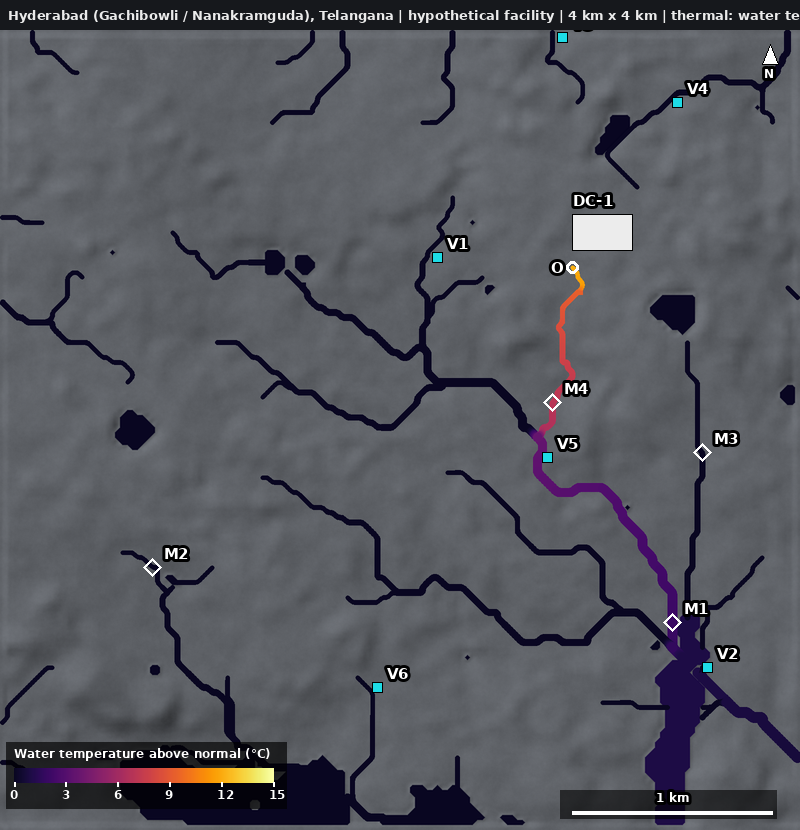 Hyderabad (Gachibowli / Nanakramguda), Telangana | hypothetical facility | 4 km x 4 km | thermal: water te
N
V4
DC-1
V1
O
M4
M3
V5
M2
M1
V2
V6
Water temperature above normal (°C)
0 3 6 9 12 15
1 km